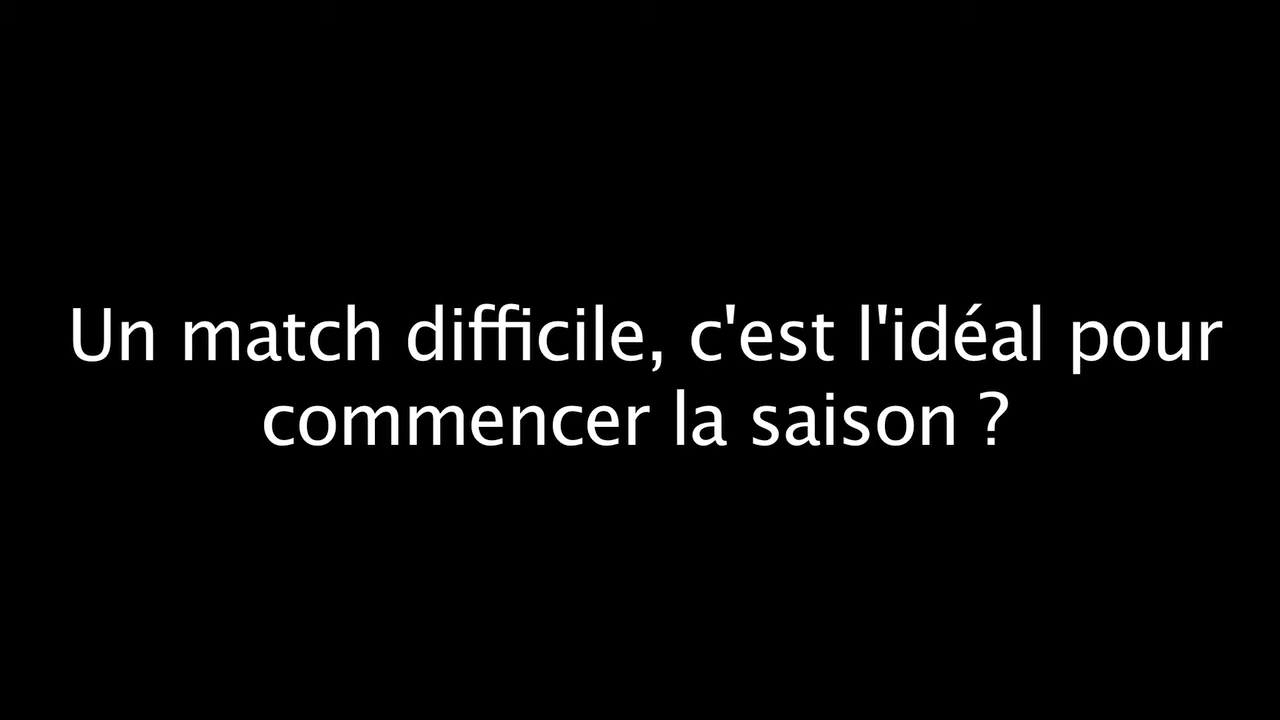 Un match difficile, c'est l'idéal pour
commencer la saison ?